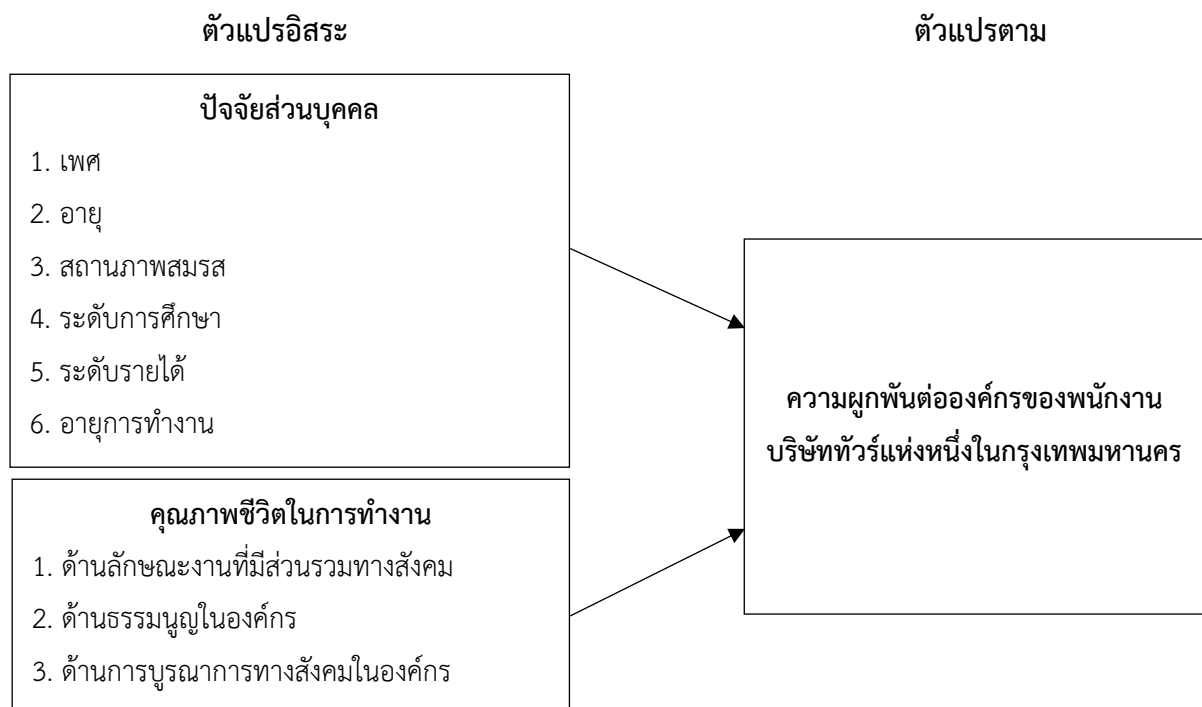 ตัวแปรอิสระ
ตัวแปรตาม
ปัจจัยส่วนบุคคล
1. เพศ
2. อายุ
3. สถานภาพสมรส
4. ระดับการศึกษา
5. ระดับรายได้
6. อายุการทำงาน
คุณภาพชีวิตในการทำงาน
1. ด้านลักษณะงานที่มีส่วนรวมทางสังคม
2. ด้านธรรมนูญในองค์กร
3. ด้านการบูรณาการทางสังคมในองค์กร
ความผูกพันต่อองค์กรของพนักงาน
บริษัททัวร์แห่งหนึ่งในกรุงเทพมหานคร